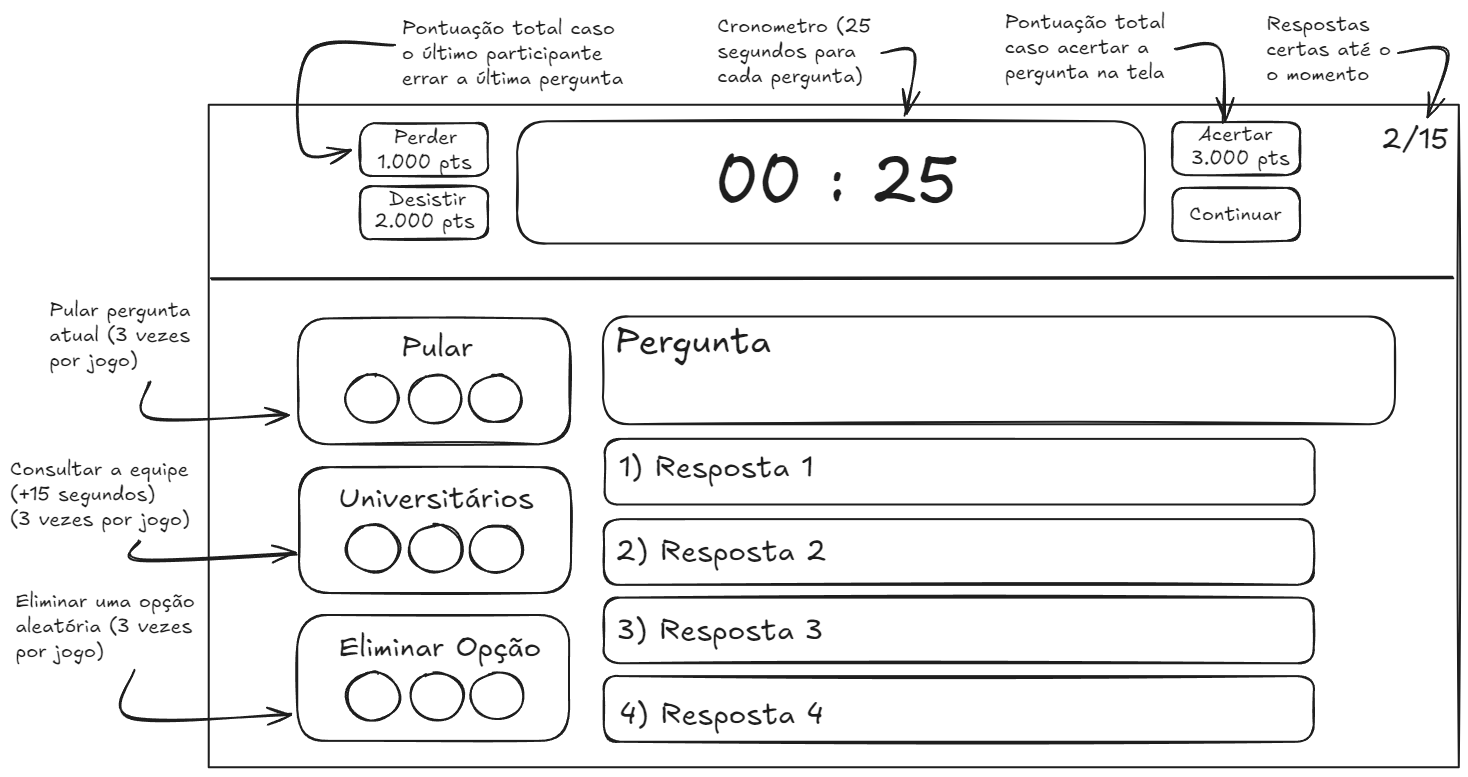 Pontuação total caso
o último participante
errar a última pergunta
Cronometro (25
segundos para
cada pergunta)
Pontuação total
caso acertar a
pergunta na tela
Respostas
certas até o
o momento
Perder
1.000 pts
Desistir
2.000 pts
00 : 25
Acertar
3.000 pts
Continuar
2/15
Pular pergunta
atual (3 vezes
por jogo)
Pular
Pergunta
Consultar a equipe
(+15 segundos)
(3 vezes por jogo)
Universitários
1) Resposta 1
2) Resposta 2
Eliminar uma opção
aleatória (3 vezes
por jogo)
Eliminar Opção
3) Resposta 3
4) Resposta 4